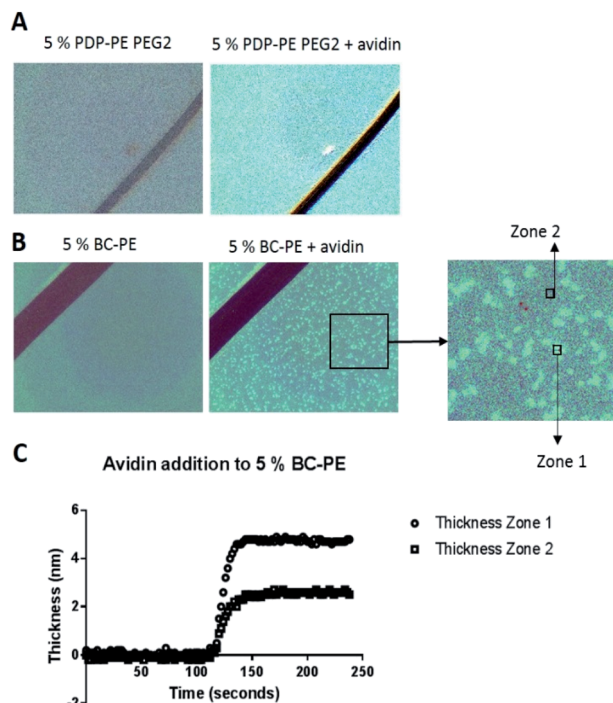 A
5 % PDP-PE PEG2
5 % PDP-PE PEG2 + avidin
B
5 % BC-PE
5 % BC-PE + avidin
Zone 2
Zone 1
C
Avidin addition to 5 % BC-PE
Thickness (nm)
6
4
2
0
-2
50
100
150
200
250
Time (seconds)
Thickness Zone 1
Thickness Zone 2